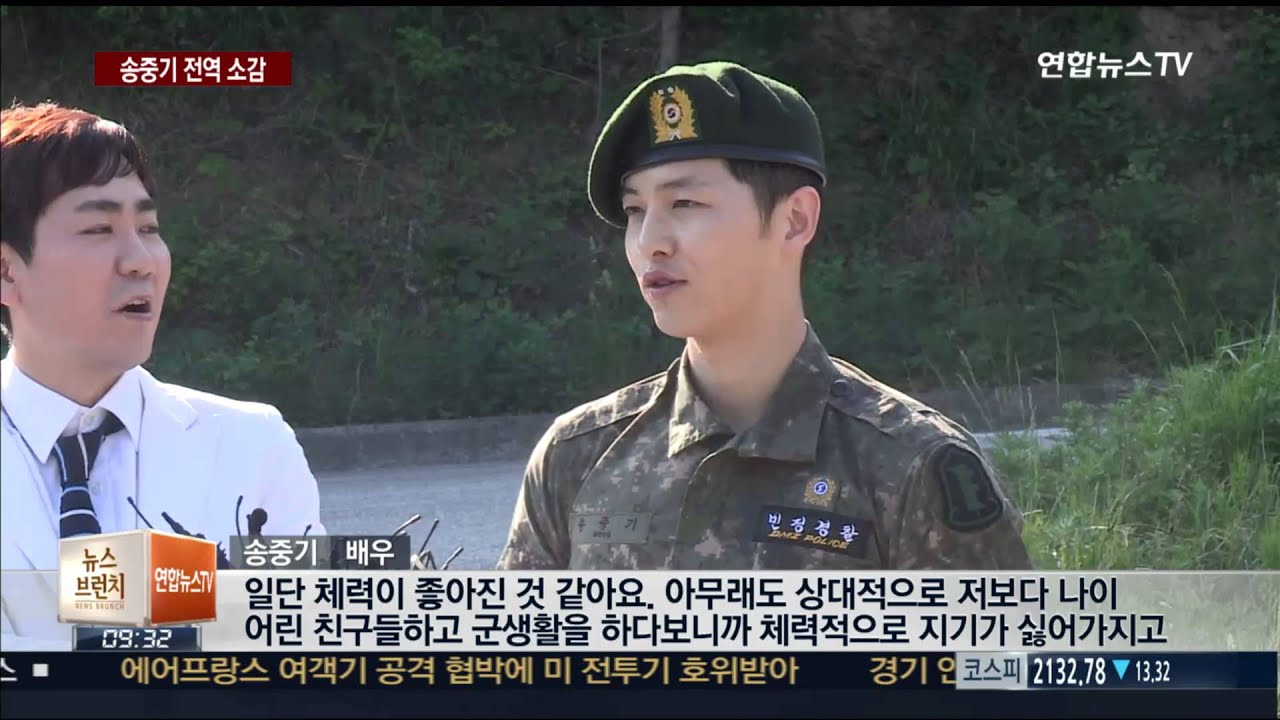 송중기 전역 소감
연합뉴스TV
민정경찰
DMZ POLICE
중기
송중기 배우
뉴스
브런치
NEWS BRUNCH
연합뉴스TV
09:32
일단 체력이 좋아진 것 같아요. 아무래도 상대적으로 저보다 나이
어린 친구들하고 군생활을 하다보니까 체력적으로 지기가 싫어가지고
■ 에어프랑스 여객기 공격 협박에 미 전투기 호위받아 경기
코스피 2132.78 ▼ 13.32